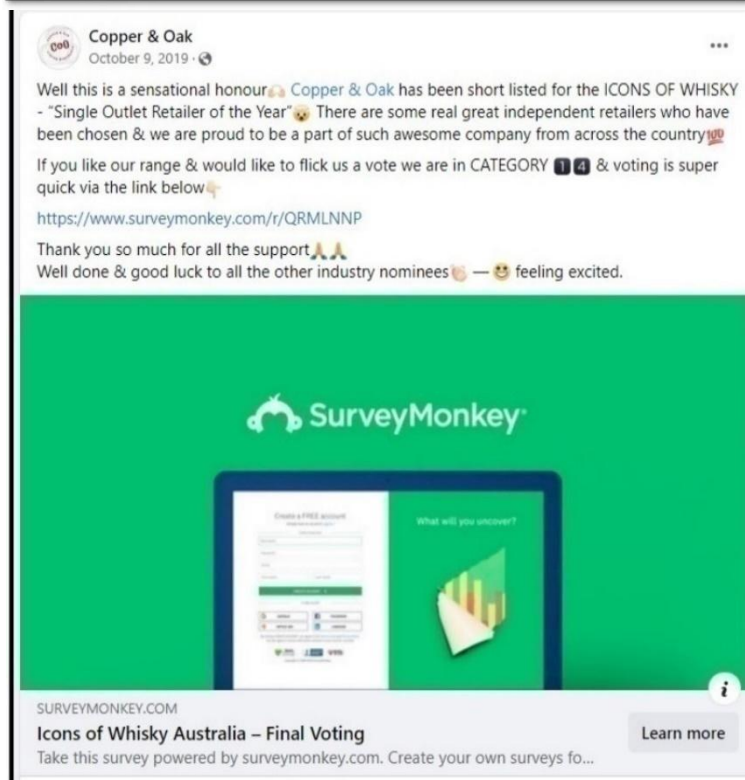 CoO
Copper & Oak
October 9, 2019 ·
Well this is a sensational honour🙌🏻 Copper & Oak has been short listed for the ICONS OF WHISKY
- "Single Outlet Retailer of the Year"😲 There are some real great independent retailers who have
been chosen & we are proud to be a part of such awesome company from across the country💯
If you like our range & would like to flick us a vote we are in CATEGORY 1️⃣4️⃣ & voting is super
quick via the link below👇🏻
https://www.surveymonkey.com/r/QRMLNNP
Thank you so much for all the support🙏🏽🙏🏽
Well done & good luck to all the other industry nominees👏🏻 — 😃 feeling excited.
SurveyMonkey
Create a FREE account
What will you uncover?
SURVEYMONKEY.COM
Icons of Whisky Australia – Final Voting
Learn more
Take this survey powered by surveymonkey.com. Create your own surveys fo...